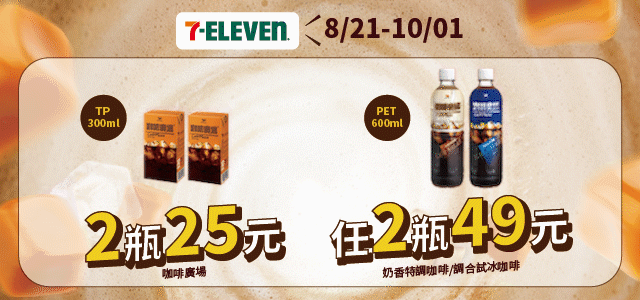 7-ELEVEN.
8/21-10/01
TP
300ml
2瓶25元
咖啡廣場
PET
600ml
任2瓶49元
奶香特調咖啡/調合試冰咖啡